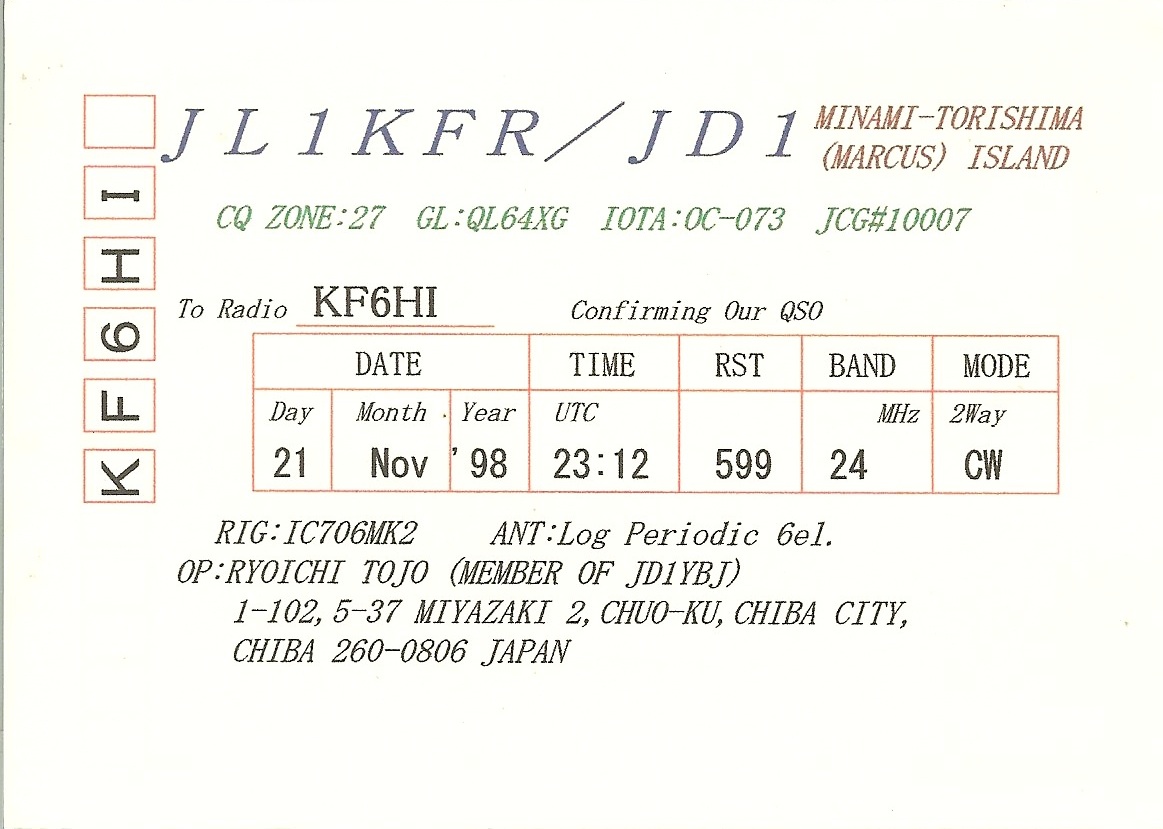 JL1KFR/JD1 MINAMI-TORISHIMA
(MARCUS) ISLAND
CQ ZONE:27 GL:QL64XG IOTA:OC-073 JCG#10007
KF6HI
To Radio KF6HI Confirming Our QSO
DATE TIME RST BAND MODE
Day Month Year UTC MHz 2Way
21 Nov '98 23:12 599 24 CW
RIG:IC706MK2 ANT:Log Periodic 6el.
OP:RYOICHI TOJO (MEMBER OF JD1YBJ)
1-102, 5-37 MIYAZAKI 2, CHUO-KU, CHIBA CITY,
CHIBA 260-0806 JAPAN